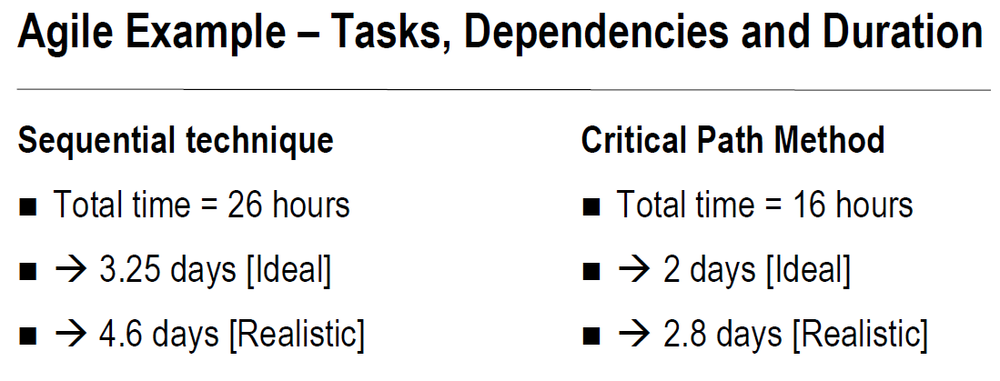 Agile Example – Tasks, Dependencies and Duration
Sequential technique
■ Total time = 26 hours
■ → 3.25 days [Ideal]
■ → 4.6 days [Realistic]
Critical Path Method
■ Total time = 16 hours
■ → 2 days [Ideal]
■ → 2.8 days [Realistic]